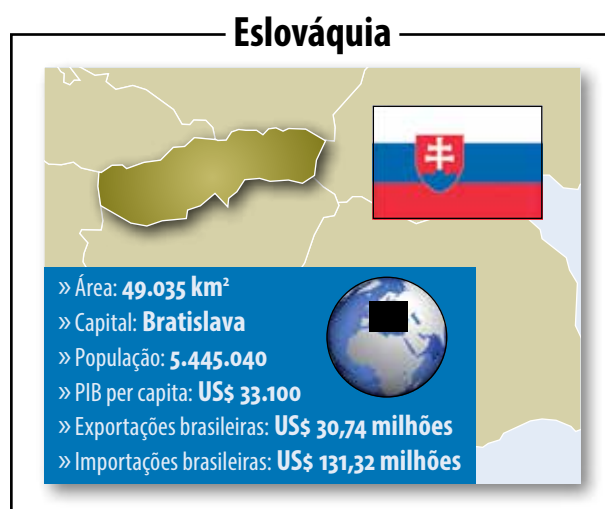 Eslováquia
» Área: 49.035 km²
» Capital: Bratislava
» População: 5.445.040
» PIB per capita: US$ 33.100
» Exportações brasileiras: US$ 30,74 milhões
» Importações brasileiras: US$ 131,32 milhões